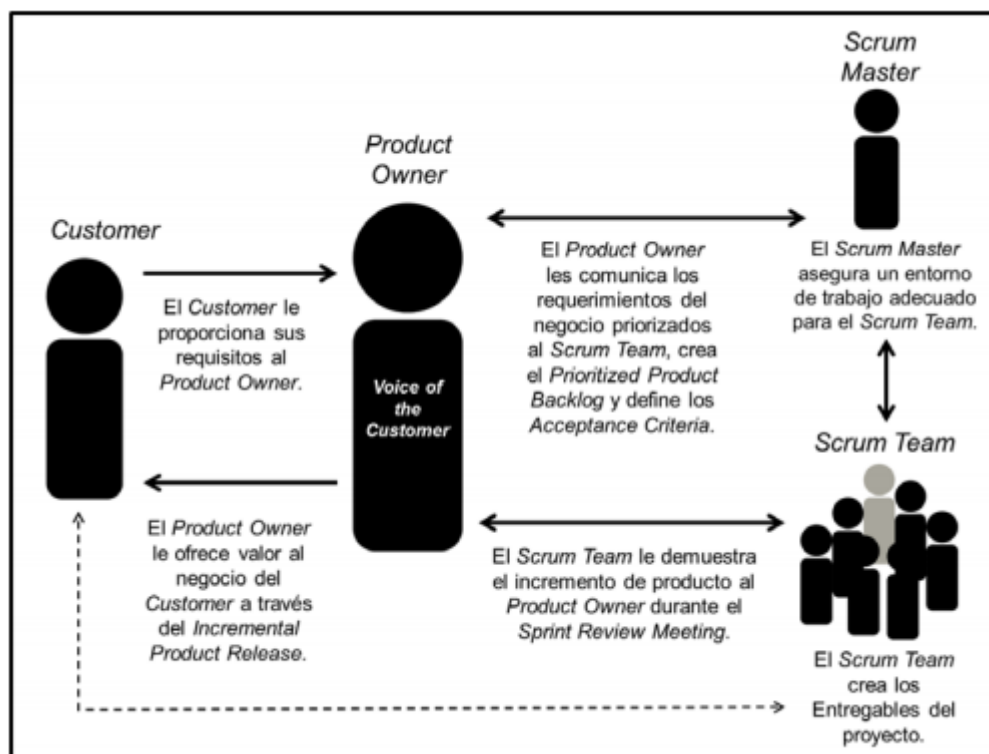 Scrum
Master
Product
Owner
Customer
El Customer le
proporciona sus
requisitos al
Product Owner.
El Product Owner
les comunica los
requerimientos del
negocio priorizados
al Scrum Team, crea
el Prioritized Product
Backlog y define los
Acceptance Criteria.
El Scrum Master
asegura un entorno
de trabajo adecuado
para el Scrum Team.
Voice of
the
Customer
Scrum Team
El Product Owner
le ofrece valor al
negocio del
Customer a través
del Incremental
Product Release.
El Scrum Team le demuestra
el incremento de producto al
Product Owner durante el
Sprint Review Meeting.
El Scrum Team
crea los
Entregables del
proyecto.